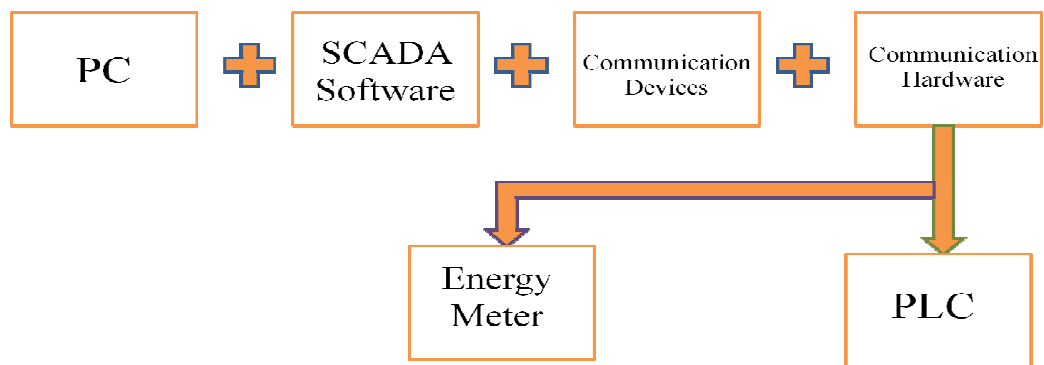 PC
SCADA
Software
Communication
Devices
Communication
Hardware
Energy
Meter
PLC